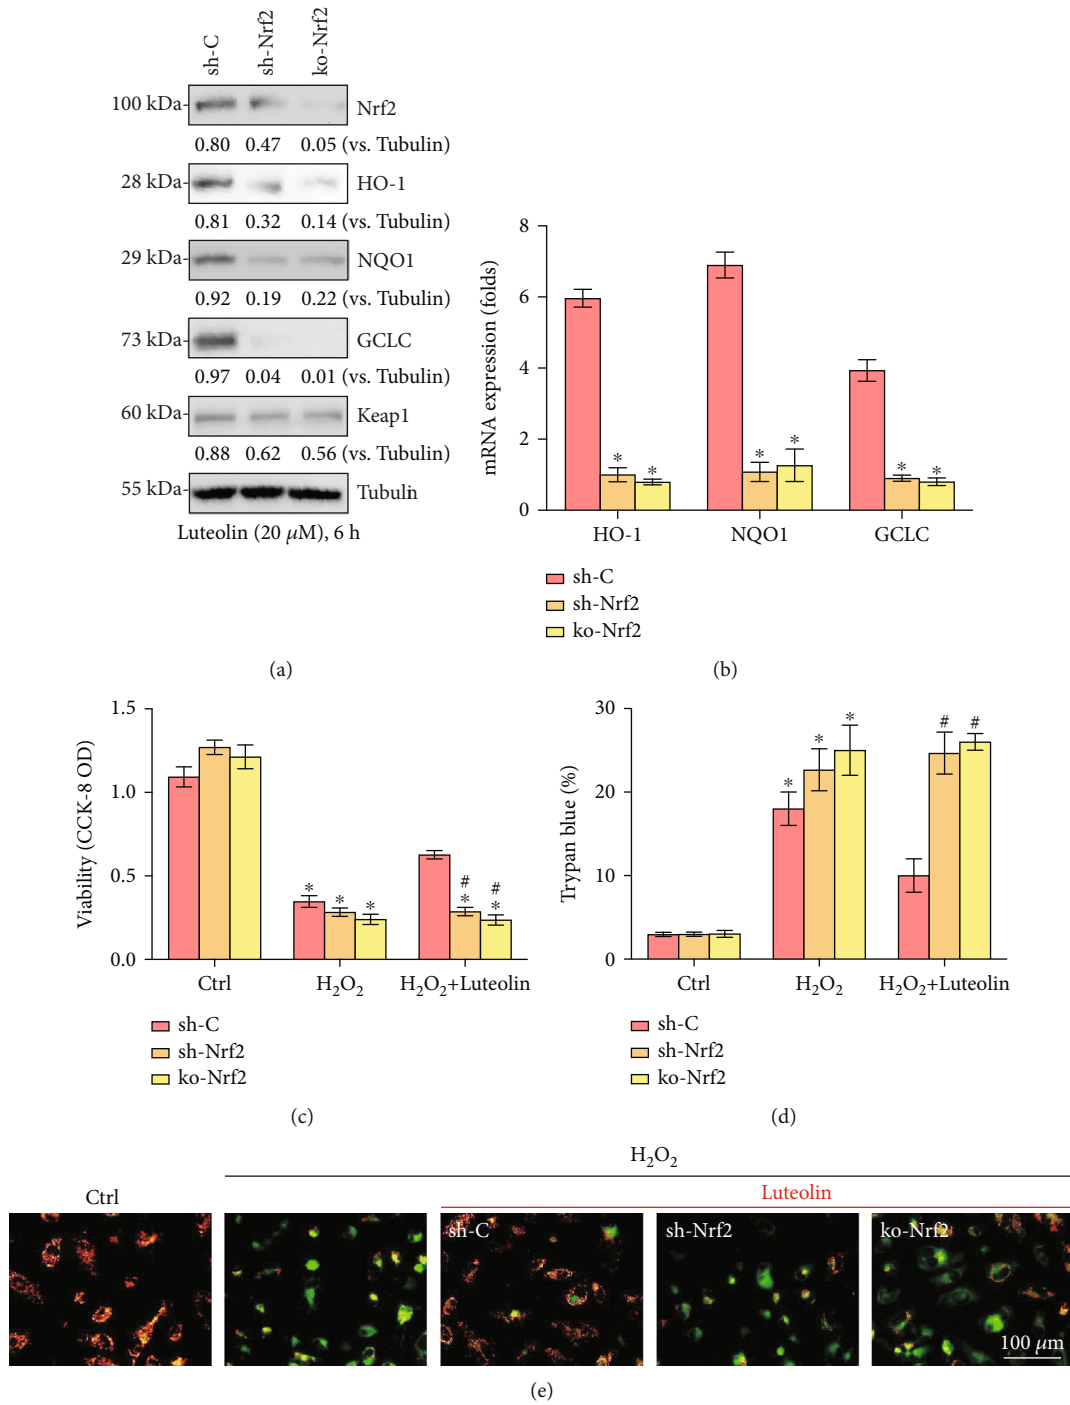 sh-C sh-Nrf2 ko-Nrf2
100 kDa Nrf2
0.80 0.47 0.05 (vs. Tubulin)
28 kDa HO-1
0.81 0.32 0.14 (vs. Tubulin)
29 kDa NQO1
0.92 0.19 0.22 (vs. Tubulin)
73 kDa GCLC
0.97 0.04 0.01 (vs. Tubulin)
60 kDa Keap1
0.88 0.62 0.56 (vs. Tubulin)
55 kDa Tubulin
Luteolin (20 μM), 6 h
(a)
mRNA expression (folds)
8
6
4
2
0
* * * * * *
HO-1 NQO1 GCLC
sh-C
sh-Nrf2
ko-Nrf2
(b)
Viability (CCK-8 OD)
1.5
1.0
0.5
0.0
# #
* * * * *
Ctrl H₂O₂ H₂O₂+Luteolin
sh-C
sh-Nrf2
ko-Nrf2
(c)
Trypan blue (%)
30
20
10
0
* * * # #
Ctrl H₂O₂ H₂O₂+Luteolin
sh-C
sh-Nrf2
ko-Nrf2
(d)
H₂O₂
Ctrl Luteolin
sh-C sh-Nrf2 ko-Nrf2
100 μm
(e)